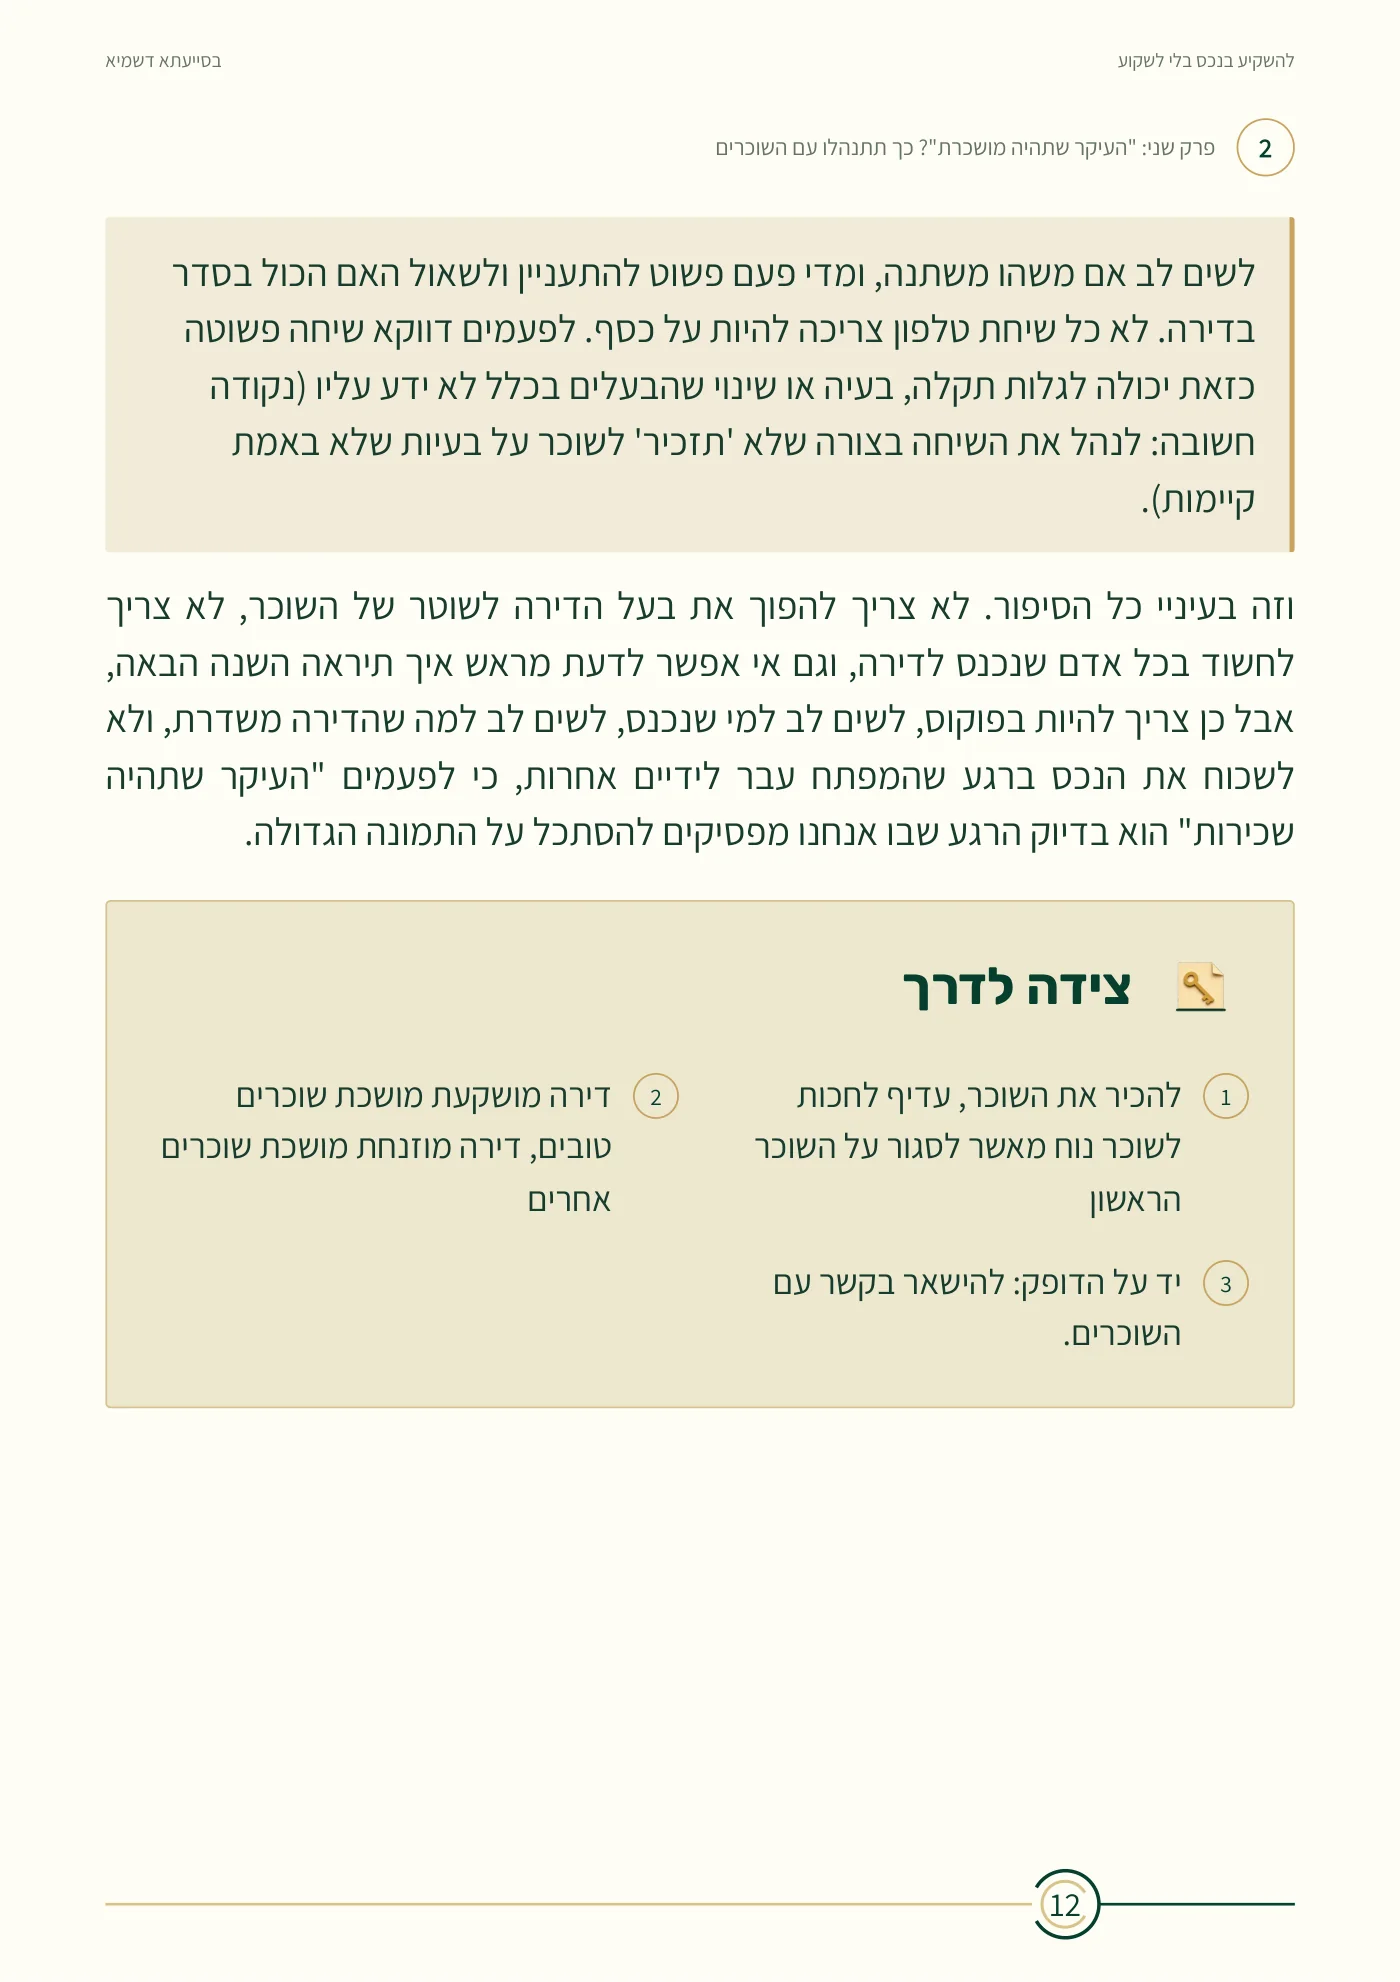 להשקיע בנכס בלי לשקוע
בסייעתא דשמיא
2
פרק שני: "העיקר שתהיה מושכרת"? כך תתנהלו עם השוכרים
לשים לב אם משהו משתנה, ומדי פעם פשוט להתעניין ולשאול האם הכול בסדר
בדירה. לא כל שיחת טלפון צריכה להיות על כסף. לפעמים דווקא שיחה פשוטה
כזאת יכולה לגלות תקלה, בעיה או שינוי שהבעלים בכלל לא ידע עליו (נקודה
חשובה: לנהל את השיחה בצורה שלא 'תזכיר' לשוכר על בעיות שלא באמת
קיימות).
וזה בעיניי כל הסיפור. לא צריך להפוך את בעל הדירה לשוטר של השוכר, לא צריך
לחשוד בכל אדם שנכנס לדירה, וגם אי אפשר לדעת מראש איך תיראה השנה הבאה,
אבל כן צריך להיות בפוקוס, לשים לב למי שנכנס, לשים לב למה שהדירה משדרת, ולא
לשכוח את הנכס ברגע שהמפתח עבר לידיים אחרות, כי לפעמים "העיקר שתהיה
שכירות" הוא בדיוק הרגע שבו אנחנו מפסיקים להסתכל על התמונה הגדולה.
צידה לדרך
1
להכיר את השוכר, עדיף לחכות
לשוכר נוח מאשר לסגור על השוכר
הראשון
2
דירה מושקעת מושכת שוכרים
טובים, דירה מוזנחת מושכת שוכרים
אחרים
3
יד על הדופק: להישאר בקשר עם
השוכרים.
12